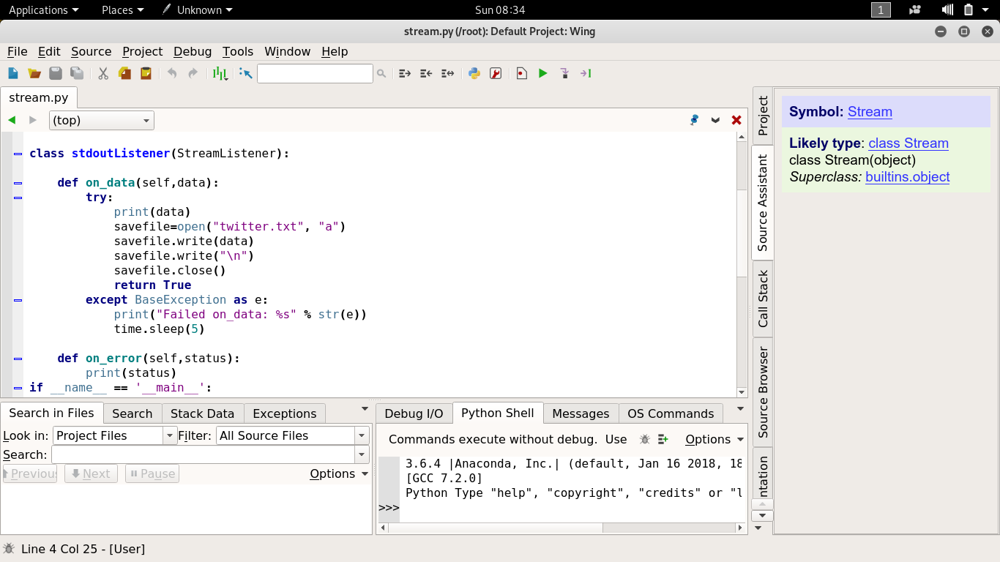 Applications Places Unknown Sun 08:34 1
stream.py (/root): Default Project: Wing
File Edit Source Project Debug Tools Window Help
stream.py
(top)
class stdoutListener(StreamListener):
def on_data(self,data):
try:
print(data)
savefile=open("twitter.txt", "a")
savefile.write(data)
savefile.write("\n")
savefile.close()
return True
except BaseException as e:
print("Failed on_data: %s" % str(e))
time.sleep(5)
def on_error(self,status):
print(status)
if __name__ == '__main__':
Project
Source Assistant
Call Stack
Source Browser
ntation
Symbol: Stream
Likely type: class Stream
class Stream(object)
Superclass: builtins.object
Search in Files Search Stack Data Exceptions
Look in: Project Files Filter: All Source Files
Search:
Previous Next Pause Options
Debug I/O Python Shell Messages OS Commands
Commands execute without debug. Use Options
3.6.4 |Anaconda, Inc.| (default, Jan 16 2018, 18
[GCC 7.2.0]
Python Type "help", "copyright", "credits" or "l
>>>
Line 4 Col 25 - [User]